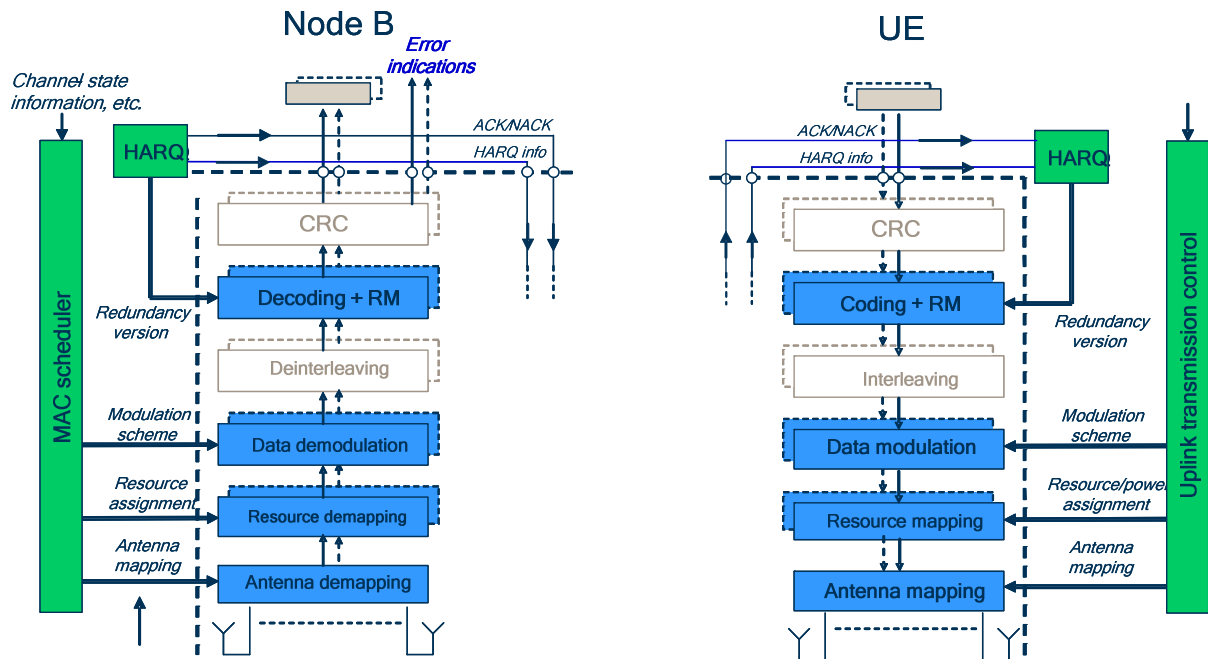 Node B
UE
Error
indications
Channel state
information, etc.
ACK/NACK
HARQ
HARQ info
CRC
Decoding + RM
Redundancy
version
Deinterleaving
MAC scheduler
Modulation
scheme
Data demodulation
Resource
assignment
Resource demapping
Antenna
mapping
Antenna demapping
ACK/NACK
HARQ info
HARQ
CRC
Coding + RM
Redundancy
version
Interleaving
Uplink transmission control
Modulation
scheme
Data modulation
Resource/power
assignment
Resource mapping
Antenna
mapping
Antenna mapping